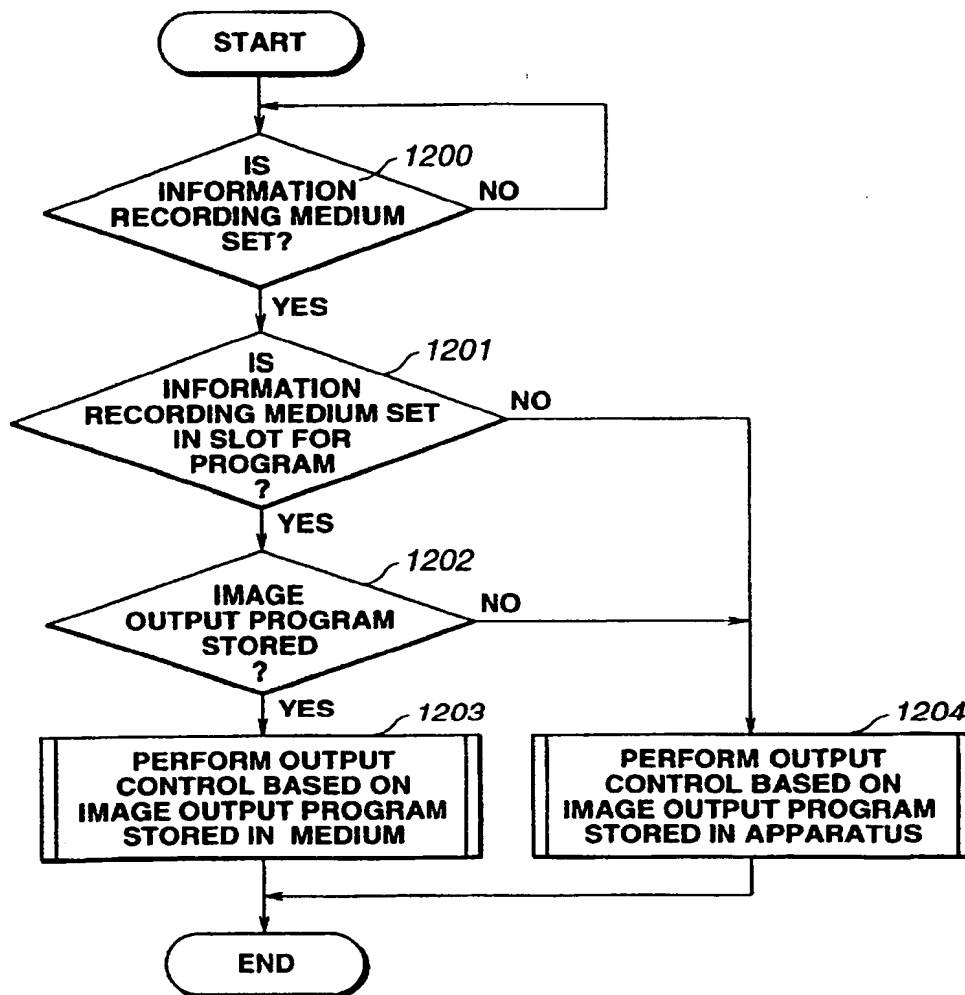 START
1200
IS
INFORMATION
RECORDING MEDIUM
SET?
NO
YES
1201
IS
INFORMATION
RECORDING MEDIUM SET
IN SLOT FOR
PROGRAM
?
NO
YES
1202
IMAGE
OUTPUT PROGRAM
STORED
?
NO
YES
1203
PERFORM OUTPUT
CONTROL BASED ON
IMAGE OUTPUT PROGRAM
STORED IN MEDIUM
1204
PERFORM OUTPUT
CONTROL BASED ON
IMAGE OUTPUT PROGRAM
STORED IN APPARATUS
END